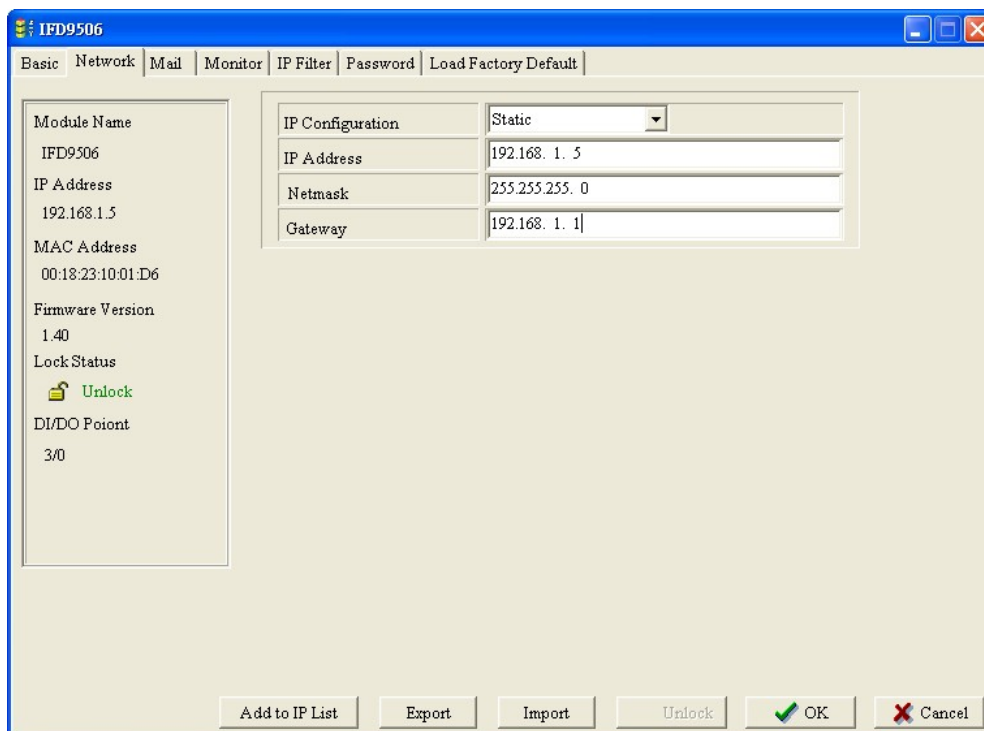 IFD9506
Basic Network Mail Monitor IP Filter Password Load Factory Default
Module Name
IFD9506
IP Address
192.168.1.5
MAC Address
00:18:23:10:01:D6
Firmware Version
1.40
Lock Status
Unlock
DI/DO Poiont
3/0
IP Configuration Static
IP Address 192.168. 1. 5
Netmask 255.255.255. 0
Gateway 192.168. 1. 1
Add to IP List Export Import Unlock OK Cancel